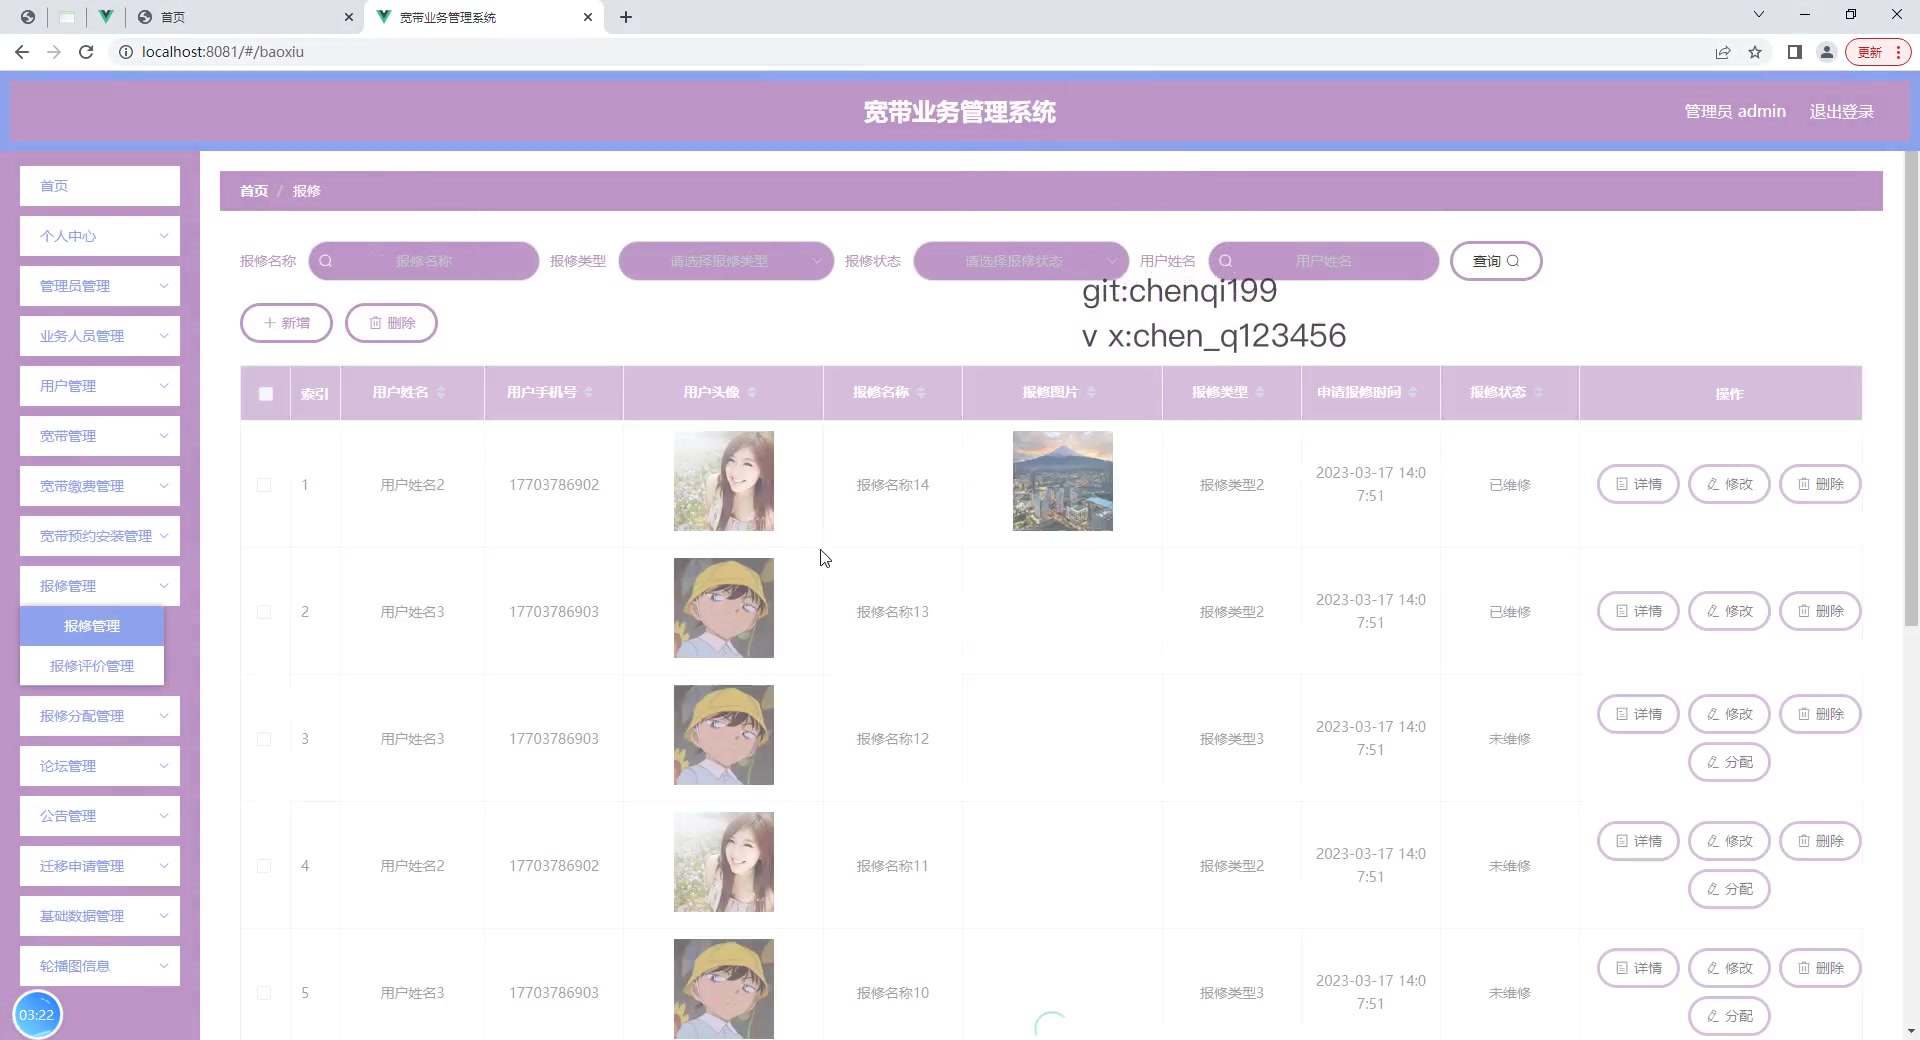 首页
宽带业务管理系统
localhost:8081/#/baoxiu
更新
宽带业务管理系统
管理员 admin
退出登录
首页
个人中心
管理员管理
业务人员管理
用户管理
宽带管理
宽带缴费管理
宽带预约安装管理
报修管理
报修管理
报修评价管理
报修分配管理
论坛管理
公告管理
迁移申请管理
基础数据管理
轮播图信息
03:22
首页 / 报修
报修名称 报修名称 报修类型 请选择报修类型 报修状态 请选择报修状态 用户姓名 用户姓名 查询
git:chenqi199
v x:chen_q123456
新增 删除
索引 用户姓名 用户手机号 用户头像 报修名称 报修图片 报修类型 申请报修时间 报修状态 操作
1 用户姓名2 17703786902 报修名称14 报修类型2 2023-03-17 14:0
7:51 已维修 详情 修改 删除
2 用户姓名3 17703786903 报修名称13 报修类型2 2023-03-17 14:0
7:51 已维修 详情 修改 删除
3 用户姓名3 17703786903 报修名称12 报修类型3 2023-03-17 14:0
7:51 未维修 详情 修改 删除
分配
4 用户姓名2 17703786902 报修名称11 报修类型2 2023-03-17 14:0
7:51 未维修 详情 修改 删除
分配
5 用户姓名3 17703786903 报修名称10 报修类型3 2023-03-17 14:0
7:51 未维修 详情 修改 删除
分配